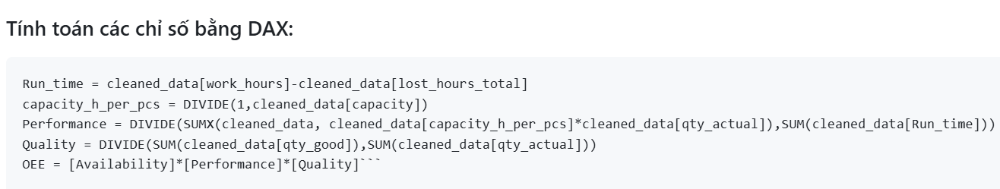 Tính toán các chỉ số bằng DAX:
Run_time = cleaned_data[work_hours]-cleaned_data[lost_hours_total]
capacity_h_per_pcs = DIVIDE(1,cleaned_data[capacity])
Performance = DIVIDE(SUMX(cleaned_data, cleaned_data[capacity_h_per_pcs]*cleaned_data[qty_actual]),SUM(cleaned_data[Run_time]))
Quality = DIVIDE(SUM(cleaned_data[qty_good]),SUM(cleaned_data[qty_actual]))
OEE = [Availability]*[Performance]*[Quality]```